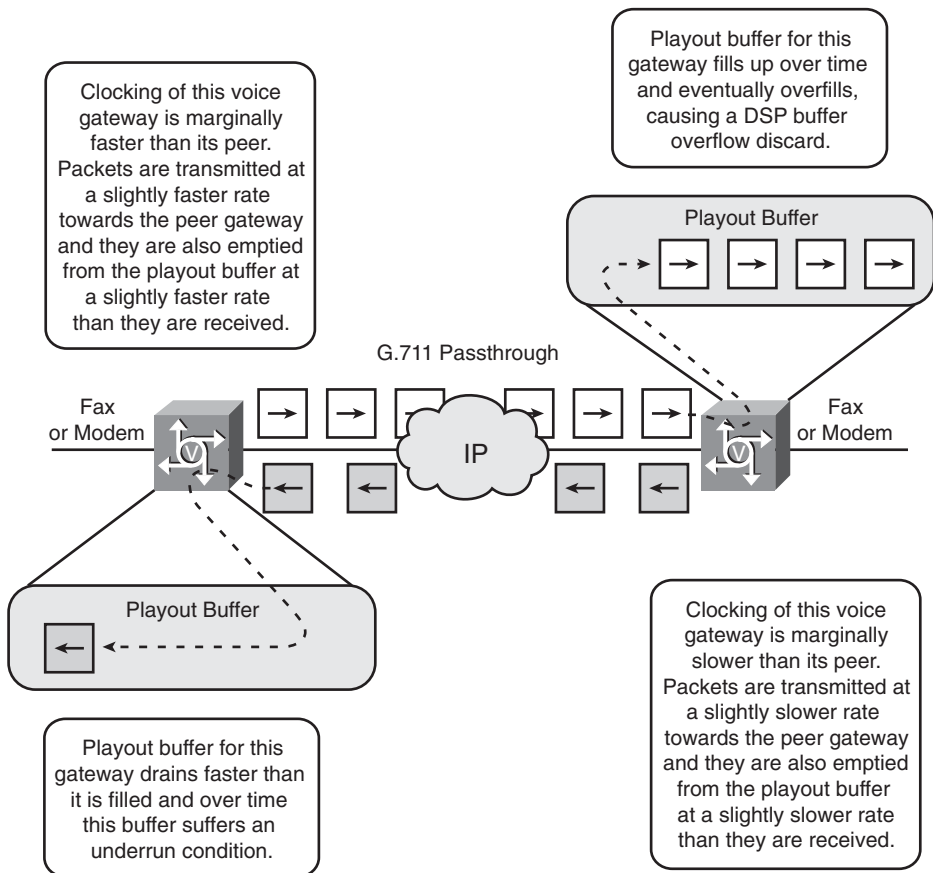 Playout buffer for this
gateway fills up over time
and eventually overfills,
causing a DSP buffer
overflow discard.
Clocking of this voice
gateway is marginally
faster than its peer.
Packets are transmitted at
a slightly faster rate
towards the peer gateway
and they are also emptied
from the playout buffer at
a slightly faster rate
than they are received.
Playout Buffer
G.711 Passthrough
Fax
or Modem
V
IP
V
Fax
or Modem
Playout Buffer
Clocking of this voice
gateway is marginally
slower than its peer.
Packets are transmitted at
a slightly slower rate
towards the peer gateway
and they are also emptied
from the playout buffer
at a slightly slower rate
than they are received.
Playout buffer for this
gateway drains faster than
it is filled and over time
this buffer suffers an
underrun condition.